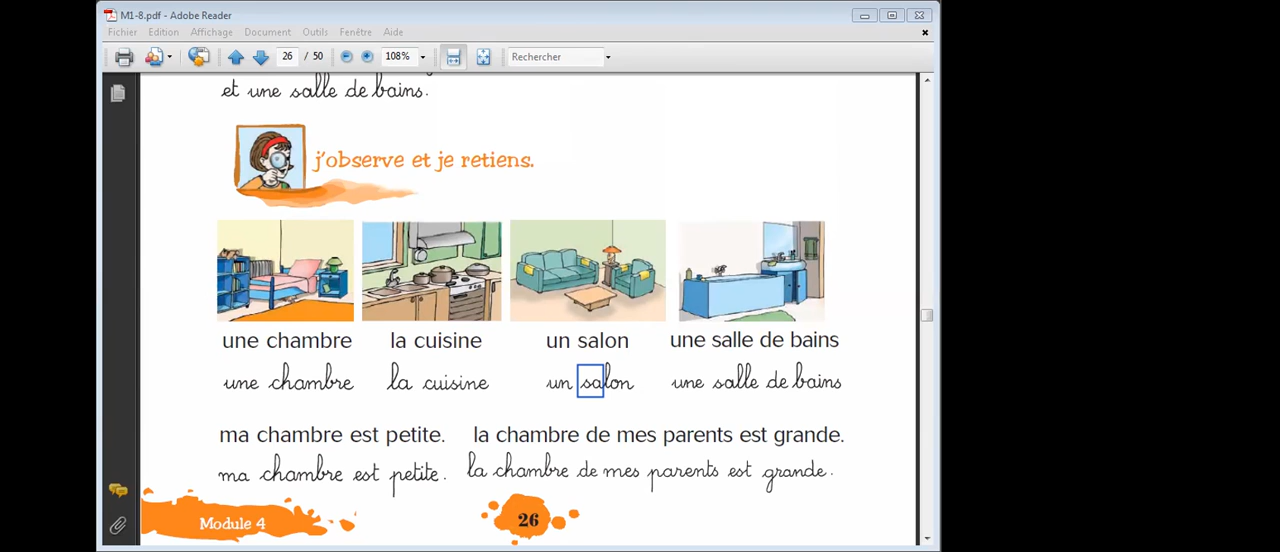 M1-8.pdf - Adobe Reader
Fichier Edition Affichage Document Outils Fenêtre Aide
26 / 50 108% Rechercher
et une salle de bains.
j'observe et je retiens.
une chambre la cuisine un salon une salle de bains
une chambre la cuisine un salon une salle de bains
ma chambre est petite. la chambre de mes parents est grande.
ma chambre est petite. la chambre de mes parents est grande.
Module 4 26